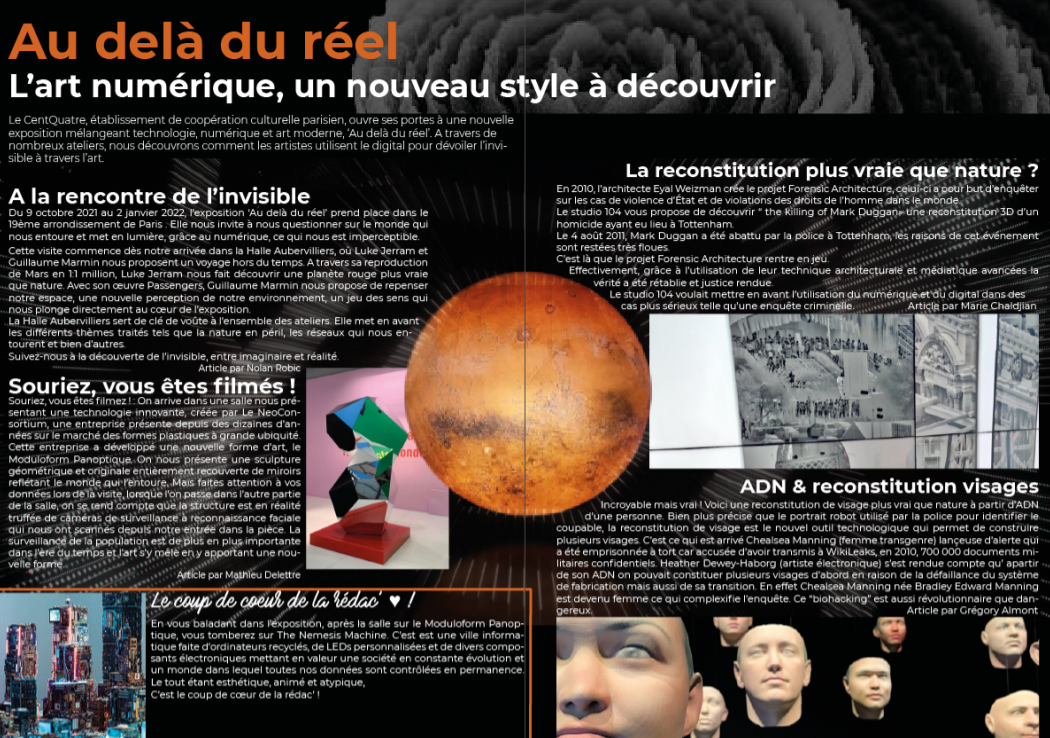 Au delà du réel
L'art numérique, un nouveau style à découvrir
Le CentQuatre, établissement de coopération culturelle parisien, ouvre ses portes à une nouvelle
exposition mélangeant technologie, numérique et art moderne, 'Au delà du réel'. A travers de
nombreux ateliers, nous découvrons comment les artistes utilisent le digital pour dévoiler l'invi-
sible à travers l'art.
A la rencontre de l'invisible
Du 9 octobre 2021 au 2 janvier 2022, l'exposition 'Au delà du réel' prend place dans le
19ème arrondissement de Paris . Elle nous invite à nous questionner sur le monde qui
nous entoure et met en lumière, grâce au numérique, ce qui nous est imperceptible.
Cette visite commence dès notre arrivée dans la Halle Aubervilliers, où Luke Jerram et
Guillaume Marmin nous proposent un voyage hors du temps. A travers sa reproduction
de Mars en 1:1 million, Luke Jerram nous fait découvrir une planète rouge plus vraie
que nature. Avec son œuvre Passengers, Guillaume Marmin nous propose de repenser
notre espace, une nouvelle perception de notre environnement, un jeu des sens qui
nous plonge directement au cœur de l'exposition.
La Halle Aubervilliers sert de clé de voûte à l'ensemble des ateliers. Elle met en avant
les différents thèmes traités tels que la nature en péril, les réseaux qui nous en-
tourent et bien d'autres.
Suivez-nous à la découverte de l'invisible, entre imaginaire et réalité.
Article par Nolan Robic
Souriez, vous êtes filmés !
Souriez, vous êtes filmez ! : On arrive dans une salle nous pré-
sentant une technologie innovante, créée par Le NeoCon-
sortium, une entreprise présente depuis des dizaines d'an-
nées sur le marché des formes plastiques à grande ubiquité.
Cette entreprise a développé une nouvelle forme d'art, le
Moduloform Panoptique. On nous présente une sculpture
géométrique et originale entièrement recouverte de miroirs
reflétant le monde qui l'entoure. Mais faites attention à vos
données lors de la visite, lorsque l'on passe dans l'autre partie
de la salle, on se rend compte que la structure est en réalité
truffée de caméras de surveillance à reconnaissance faciale
qui nous ont scannés depuis notre entrée dans la pièce. La
surveillance de la population est de plus en plus importante
dans l'ère du temps et l'art s'y mêle en y apportant une nou-
velle forme .
Article par Mathieu Delettre
Le coup de coeur de la rédac' ♥ !
En vous baladant dans l'exposition, après la salle sur le Moduloform Panop-
tique, vous tomberez sur The Nemesis Machine. C'est est une ville informa-
tique faite d'ordinateurs recyclés, de LEDs personnalisées et de divers compo-
sants électroniques mettant en valeur une société en constante évolution et
un monde dans lequel toutes nos données sont contrôlées en permanence.
Le tout étant esthétique, animé et atypique,
C'est le coup de cœur de la rédac' !
La reconstitution plus vraie que nature ?
En 2010, l'architecte Eyal Weizman crée le projet Forensic Architecture, celui-ci a pour but d'enquêter
sur les cas de violence d'État et de violations des droits de l'homme dans le monde.
Le studio 104 vous propose de découvrir " the Killing of Mark Duggan" une reconstitution 3D d'un
homicide ayant eu lieu à Tottenham.
Le 4 août 2011, Mark Duggan a été abattu par la police à Tottenham, les raisons de cet événement
sont restées très floues.
C'est là que le projet Forensic Architecture rentre en jeu.
Effectivement, grâce à l'utilisation de leur technique architecturale et médiatique avancées la
vérité a été rétablie et justice rendue.
Le studio 104 voulait mettre en avant l'utilisation du numérique et du digital dans des
cas plus sérieux telle qu'une enquête criminelle. Article par Marie Chaldjian
ADN & reconstitution visages
Incroyable mais vrai ! Voici une reconstitution de visage plus vrai que nature à partir d'ADN
d'une personne. Bien plus précise que le portrait robot utilisé par la police pour identifier le
coupable, la reconstitution de visage est le nouvel outil technologique qui permet de construire
plusieurs visages. C'est ce qui est arrivé Chealsea Manning (femme transgenre) lançeuse d'alerte qui
a été emprisonnée à tort car accusée d'avoir transmis à WikiLeaks, en 2010, 700 000 documents mi-
litaires confidentiels. Heather Dewey-Haborg (artiste électronique) s'est rendue compte qu' apartir
de son ADN on pouvait constituer plusieurs visages d'abord en raison de la défaillance du système
de fabrication mais aussi de sa transition. En effet Chealsea Manning née Bradley Edward Manning
est devenu femme ce qui complexifie l'enquête. Ce "biohacking" est aussi révolutionnaire que dan-
gereux. Article par Grégory Almont